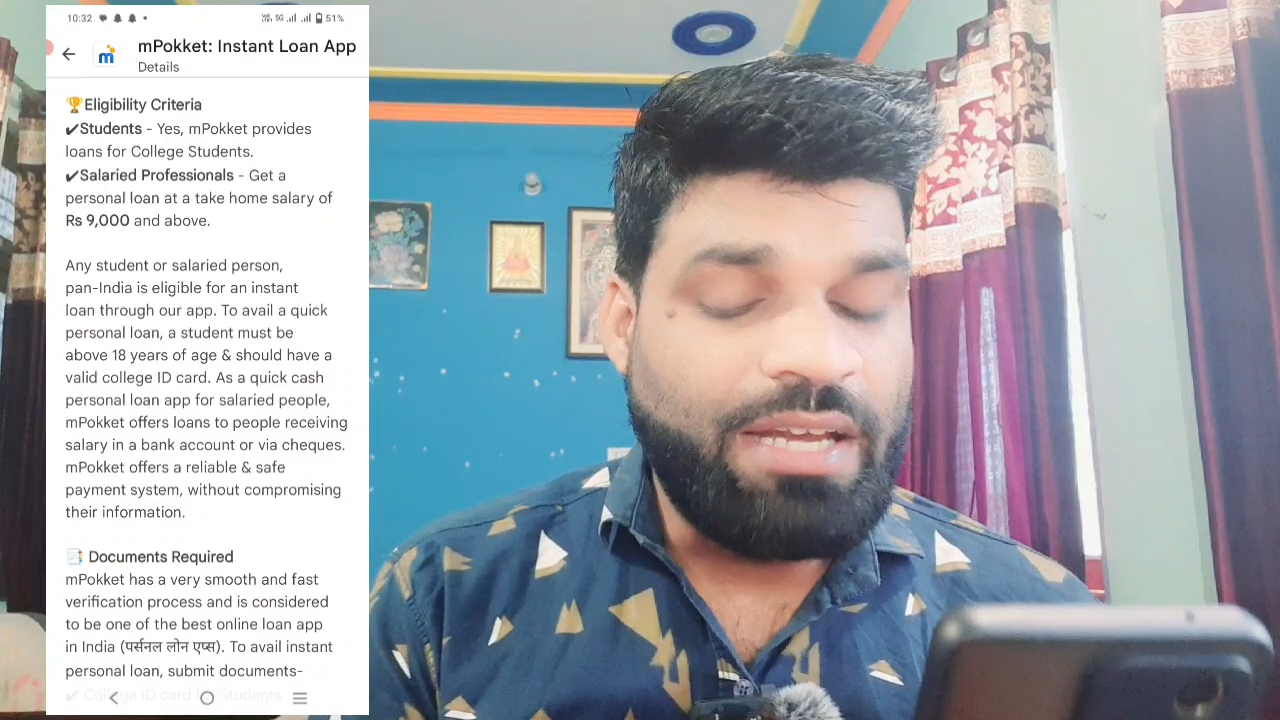 10:32
5G
51%
mPokket: Instant Loan App
Details
🏆Eligibility Criteria
✔Students - Yes, mPokket provides
loans for College Students.
✔Salaried Professionals - Get a
personal loan at a take home salary of
Rs 9,000 and above.
Any student or salaried person,
pan-India is eligible for an instant
loan through our app. To avail a quick
personal loan, a student must be
above 18 years of age & should have a
valid college ID card. As a quick cash
personal loan app for salaried people,
mPokket offers loans to people receiving
salary in a bank account or via cheques.
mPokket offers a reliable & safe
payment system, without compromising
their information.
📑 Documents Required
mPokket has a very smooth and fast
verification process and is considered
to be one of the best online loan app
in India (पर्सनल लोन एप्स). To avail instant
personal loan, submit documents-
✔ College ID card for Students